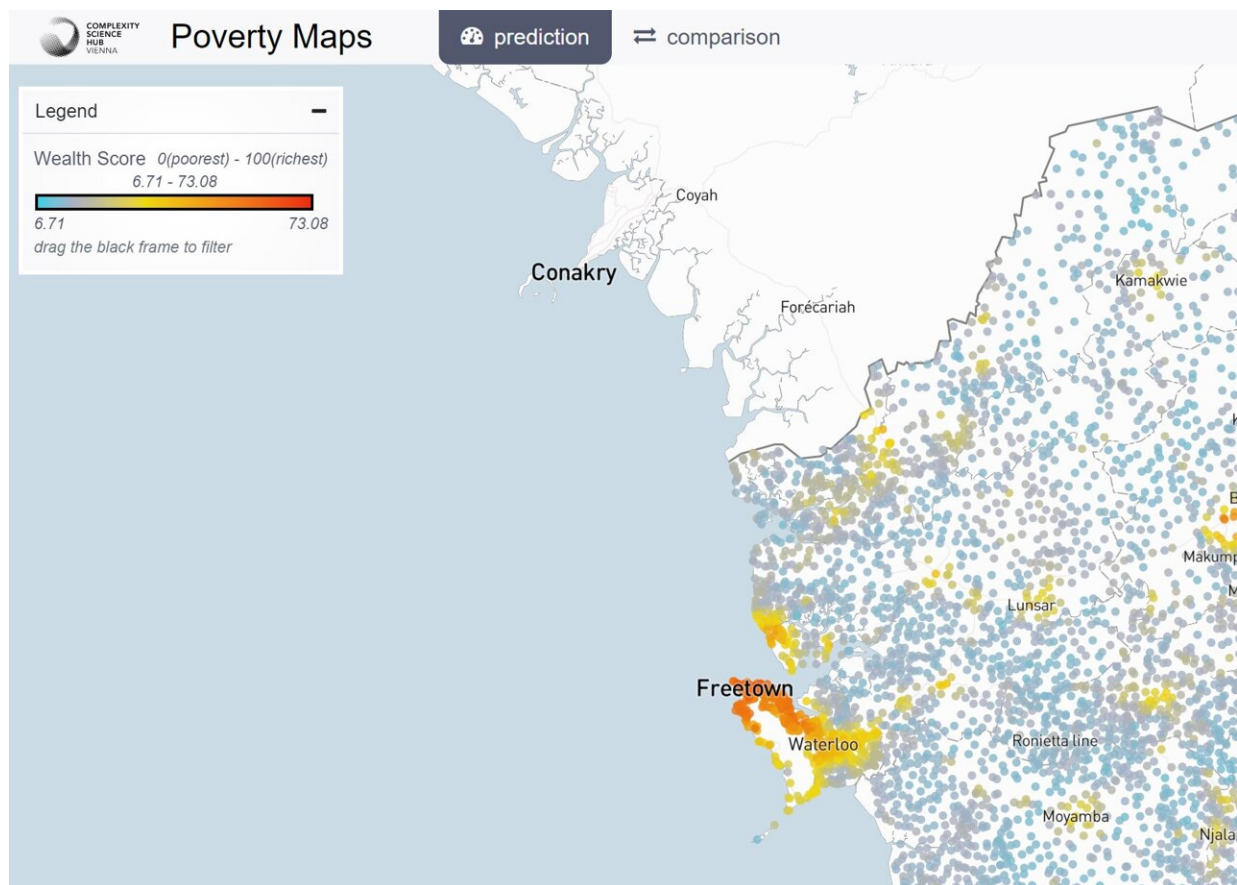 COMPLEXITY
SCIENCE
HUB
VIENNA
Poverty Maps
prediction
comparison
Legend
Wealth Score 0(poorest) - 100(richest)
6.71 - 73.08
6.71 73.08
drag the black frame to filter
Coyah
Conakry
Kamakwie
Forécariah
K
B
Makump
M
Lunsar
Freetown
Waterloo
Ronietta line
Moyamba
Njala